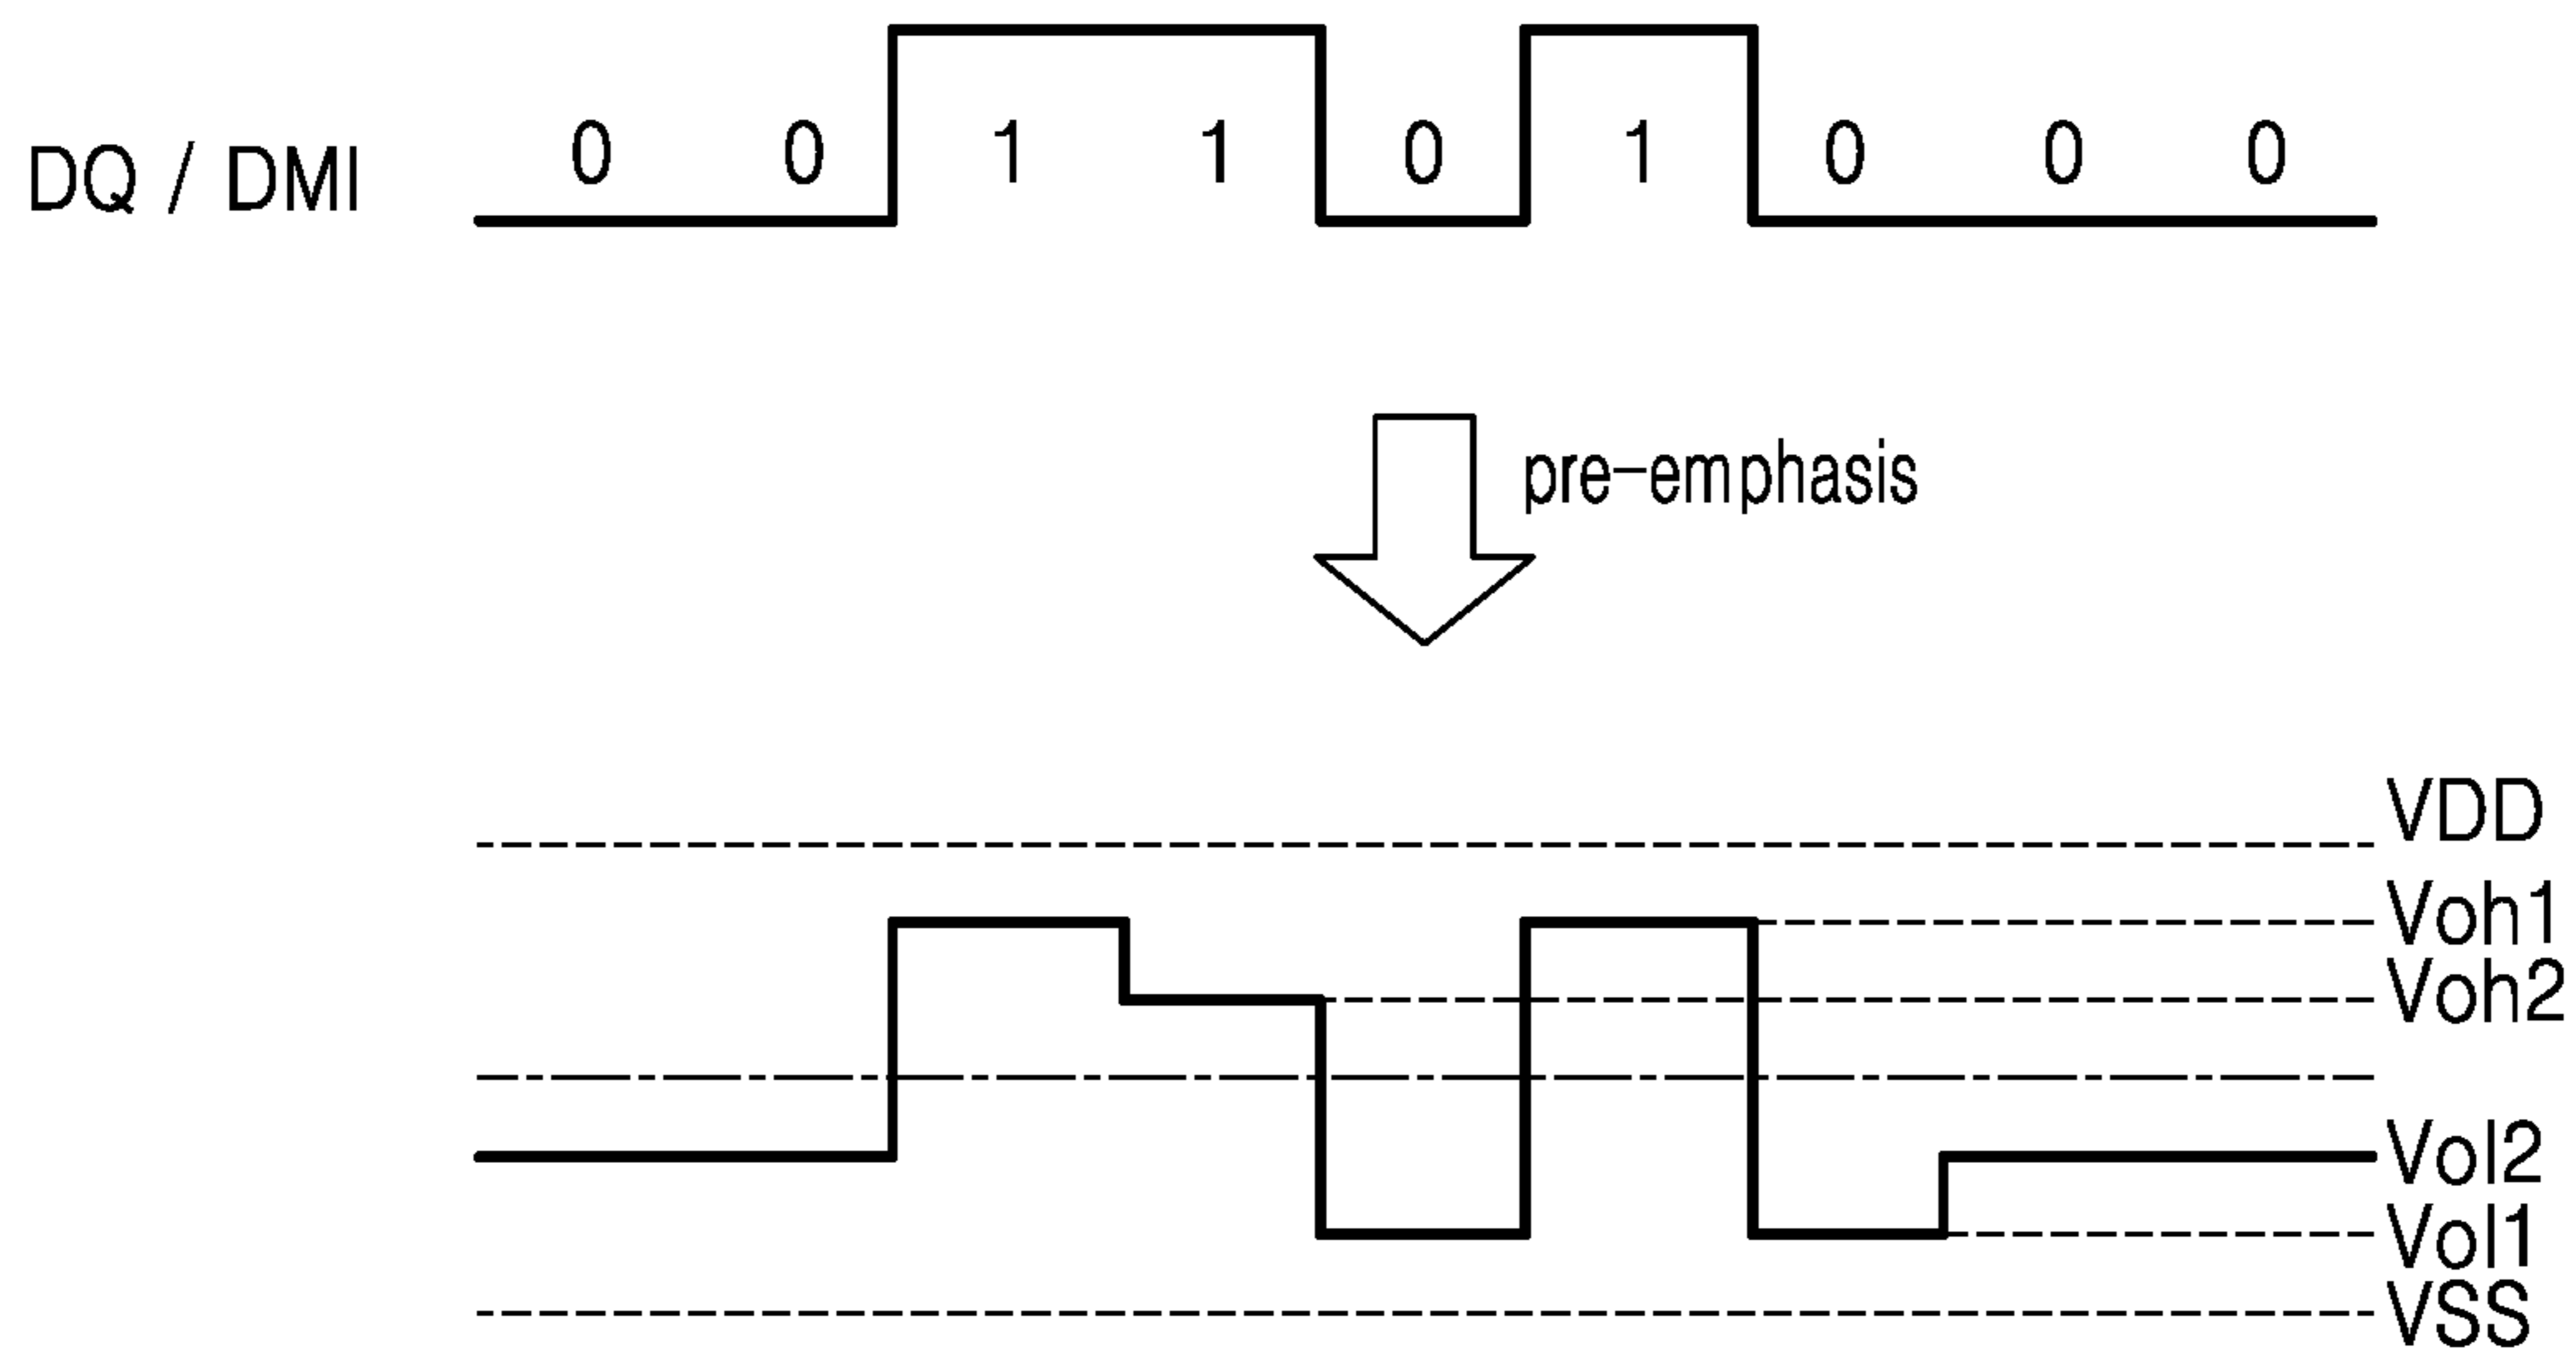 DQ / DMI 0 0 1 1 0 1 0 0 0
pre-emphasis
VDD
Voh1
Voh2
Vol2
Vol1
VSS